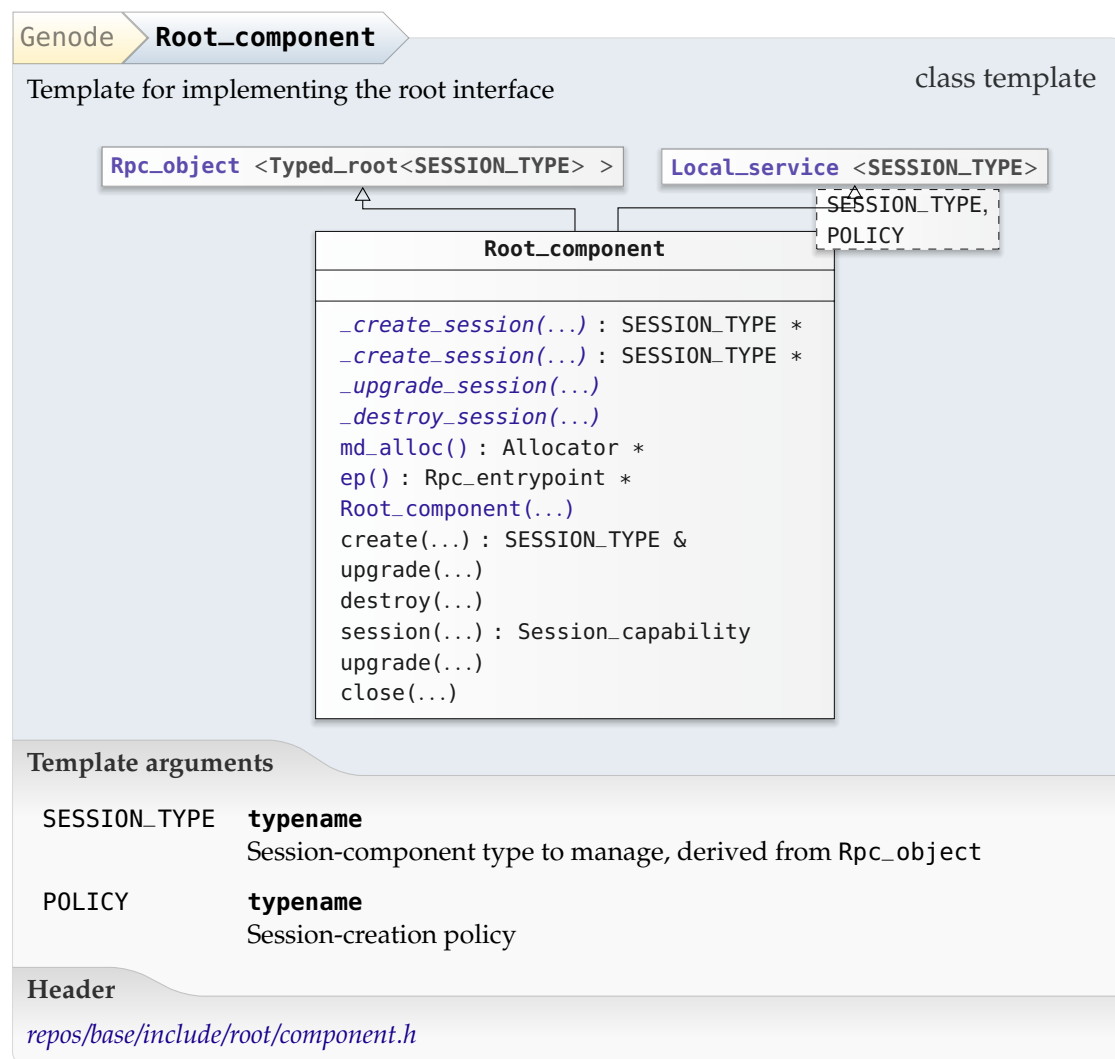 Genode Root_component
Template for implementing the root interface
class template
Rpc_object <Typed_root<SESSION_TYPE> >
Local_service <SESSION_TYPE>
SESSION_TYPE,
POLICY
Root_component
_create_session(...) : SESSION_TYPE *
_create_session(...) : SESSION_TYPE *
_upgrade_session(...)
_destroy_session(...)
md_alloc() : Allocator *
ep() : Rpc_entrypoint *
Root_component(...)
create(...) : SESSION_TYPE &
upgrade(...)
destroy(...)
session(...) : Session_capability
upgrade(...)
close(...)
Template arguments
SESSION_TYPE typename
Session-component type to manage, derived from Rpc_object
POLICY typename
Session-creation policy
Header
repos/base/include/root/component.h